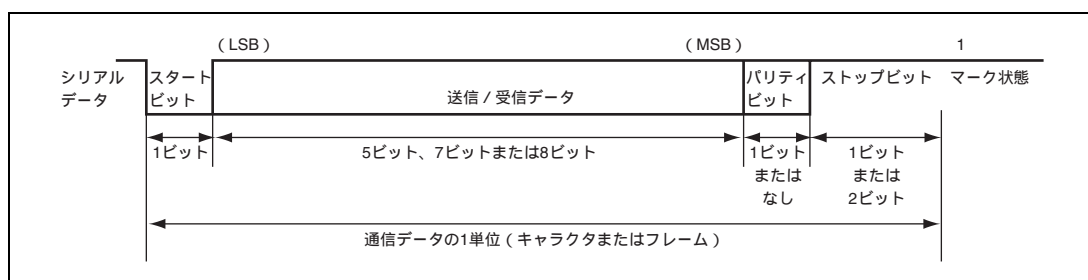 (LSB)
(MSB)
1
シリアル
データ
スタート
ビット
送信/受信データ
パリティ
ビット
ストップビット
マーク状態
1ビット
5ビット、7ビットまたは8ビット
1ビット
または
なし
1ビット
または
2ビット
通信データの1単位(キャラクタまたはフレーム)